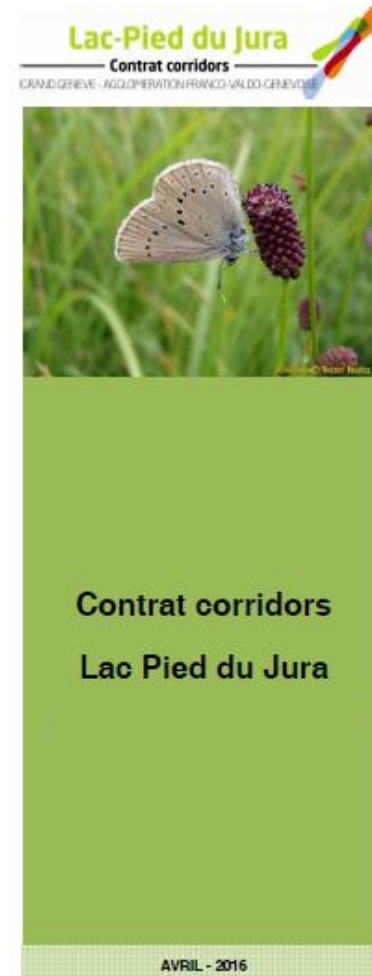 Lac-Pied du Jura
Contrat corridors
GRAND GENEVE - AGGLOMERATION FRANCO-VALDO-GENEVOISE
Contrat corridors
Lac Pied du Jura
AVRIL - 2016